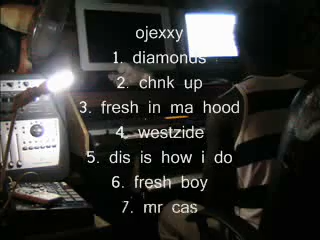 ojexxy
1. diamonds
2. chnk up
3. fresh in ma hood
4. westzide
5. dis is how i do
6. fresh boy
7. mr cas